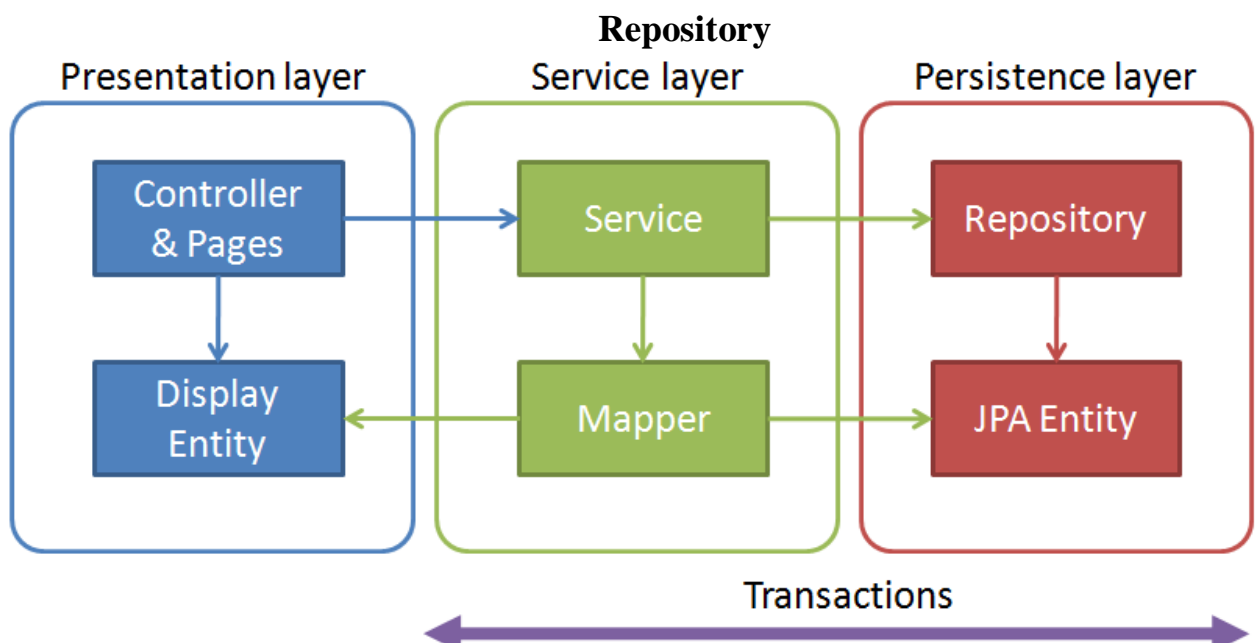 Repository
Presentation layer
Service layer
Persistence layer
Controller
& Pages
Service
Repository
Display
Entity
Mapper
JPA Entity
Transactions